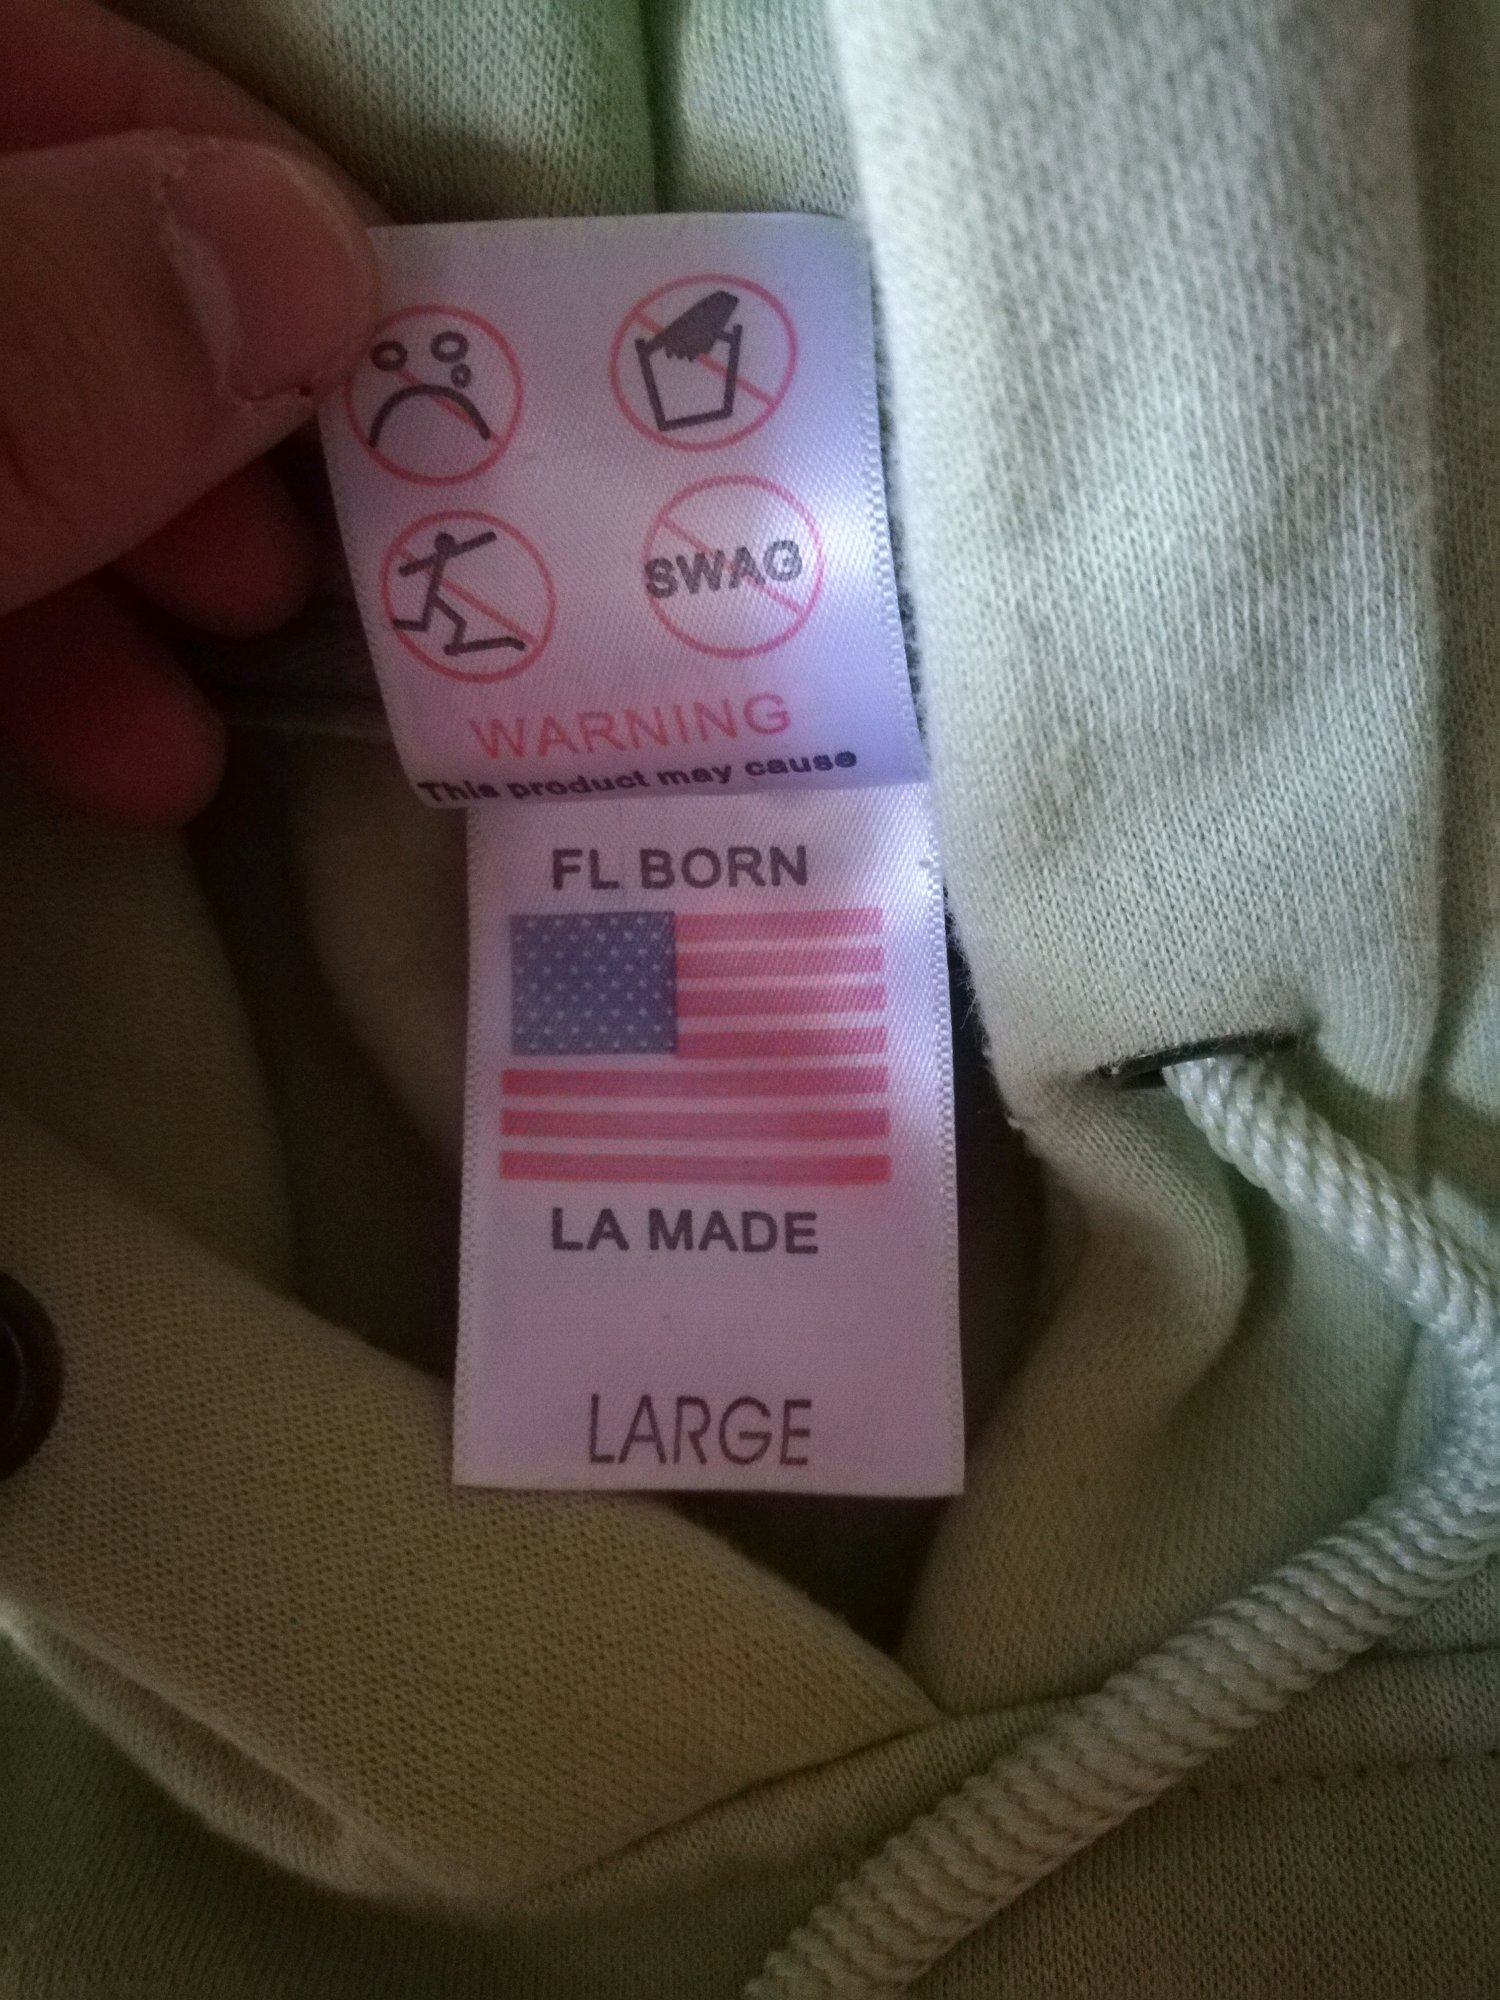 SWAG
WARNING
This product may cause
FL BORN
LA MADE
LARGE